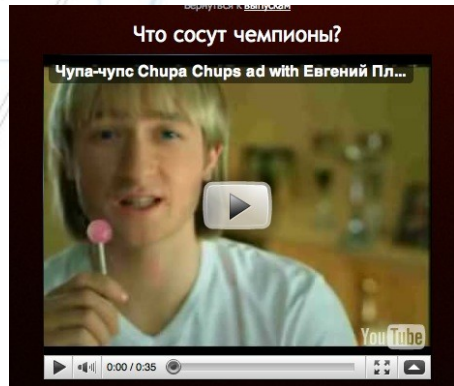 Вернуться к выпускам
Что сосут чемпионы?
Чупа-чупс Chupa Chups ad with Евгений Пл...
YouTube
0:00 / 0:35